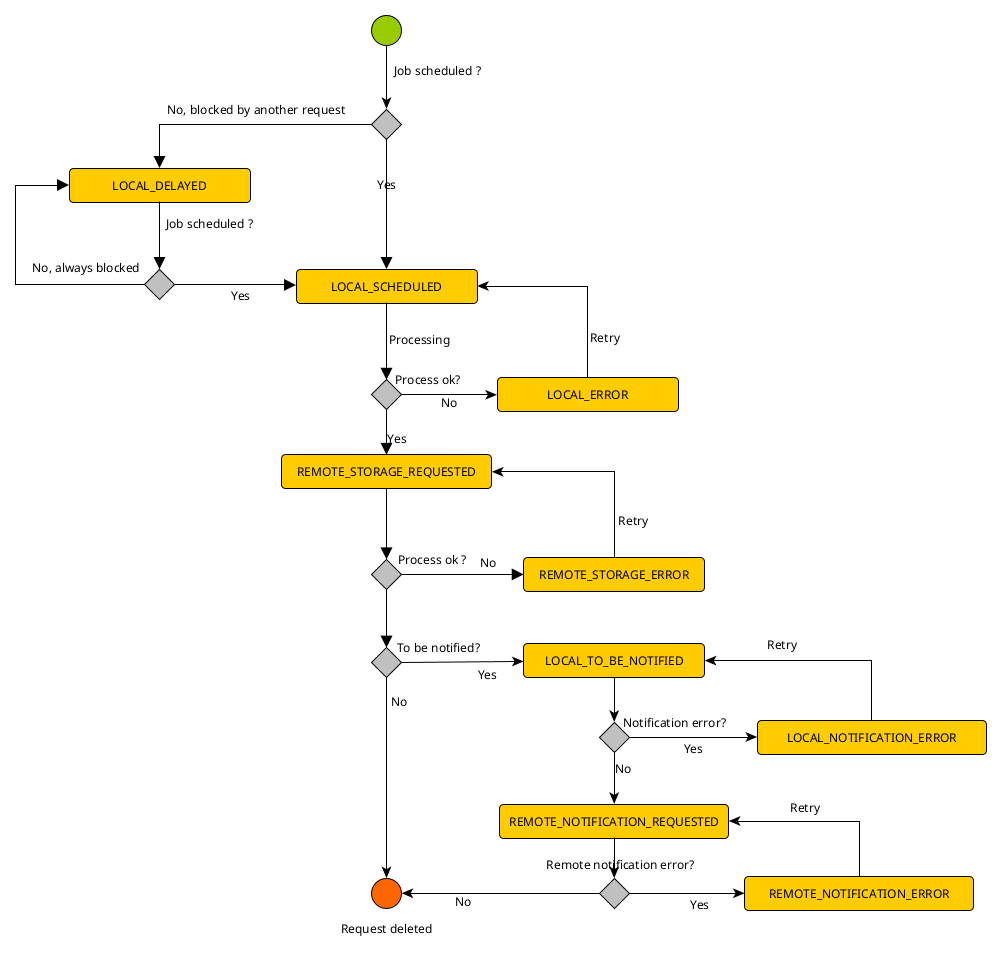 Job scheduled ?
No, blocked by another request
LOCAL_DELAYED
Yes
Job scheduled ?
No, always blocked
Yes
LOCAL_SCHEDULED
Processing
Retry
Process ok?
No
LOCAL_ERROR
Yes
REMOTE_STORAGE_REQUESTED
Retry
Process ok ?
No
REMOTE_STORAGE_ERROR
To be notified?
Yes
LOCAL_TO_BE_NOTIFIED
Retry
No
Notification error?
Yes
LOCAL_NOTIFICATION_ERROR
No
REMOTE_NOTIFICATION_REQUESTED
Retry
Remote notification error?
No
Yes
REMOTE_NOTIFICATION_ERROR
Request deleted